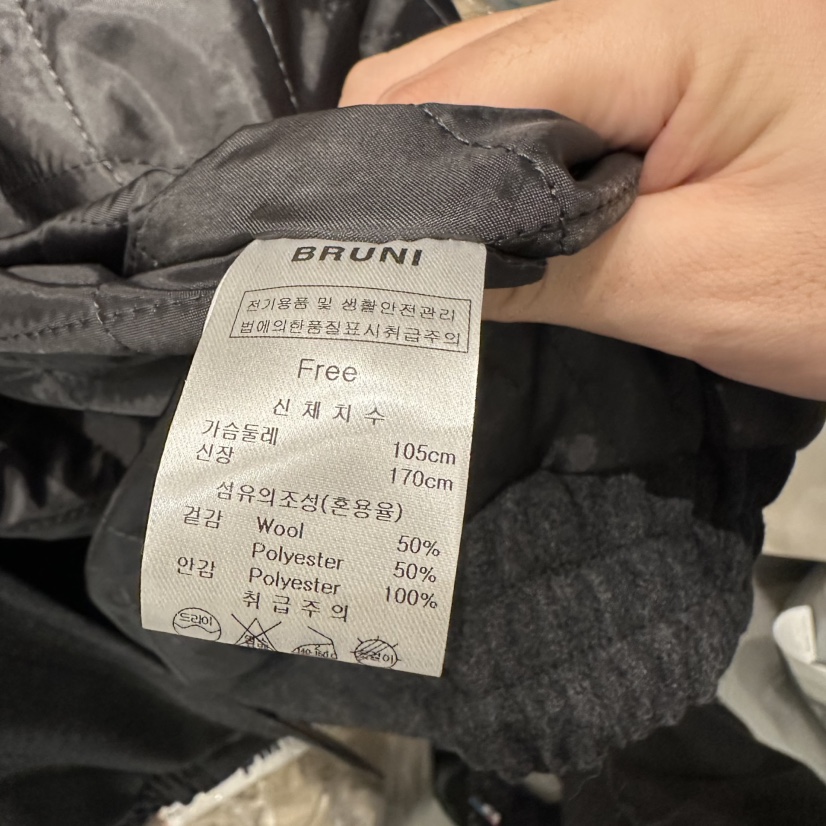 BRUNI
전기용품 및 생활안전관리
법에의한품질표시취급주의
Free
신 체 치 수
가슴둘레 105cm
신장 170cm
섬유의조성(혼용율)
겉감 Wool 50%
Polyester 50%
안감 Polyester 100%
취 급 주 의
드라이